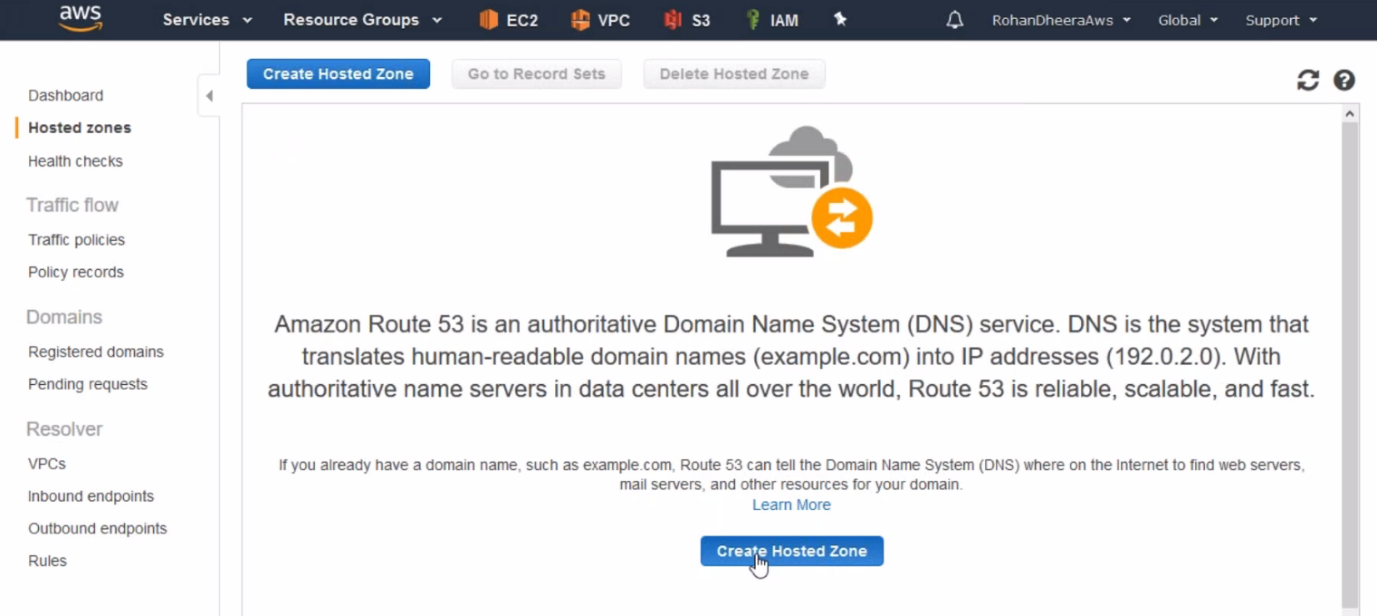 aws Services Resource Groups EC2 VPC S3 IAM RohanDheeraAws Global Support
Create Hosted Zone Go to Record Sets Delete Hosted Zone ?
Dashboard
Hosted zones
Health checks
Traffic flow
Traffic policies
Policy records
Domains
Registered domains
Pending requests
Resolver
VPCs
Inbound endpoints
Outbound endpoints
Rules
Amazon Route 53 is an authoritative Domain Name System (DNS) service. DNS is the system that
translates human-readable domain names (example.com) into IP addresses (192.0.2.0). With
authoritative name servers in data centers all over the world, Route 53 is reliable, scalable, and fast.
If you already have a domain name, such as example.com, Route 53 can tell the Domain Name System (DNS) where on the Internet to find web servers,
mail servers, and other resources for your domain.
Learn More
Create Hosted Zone